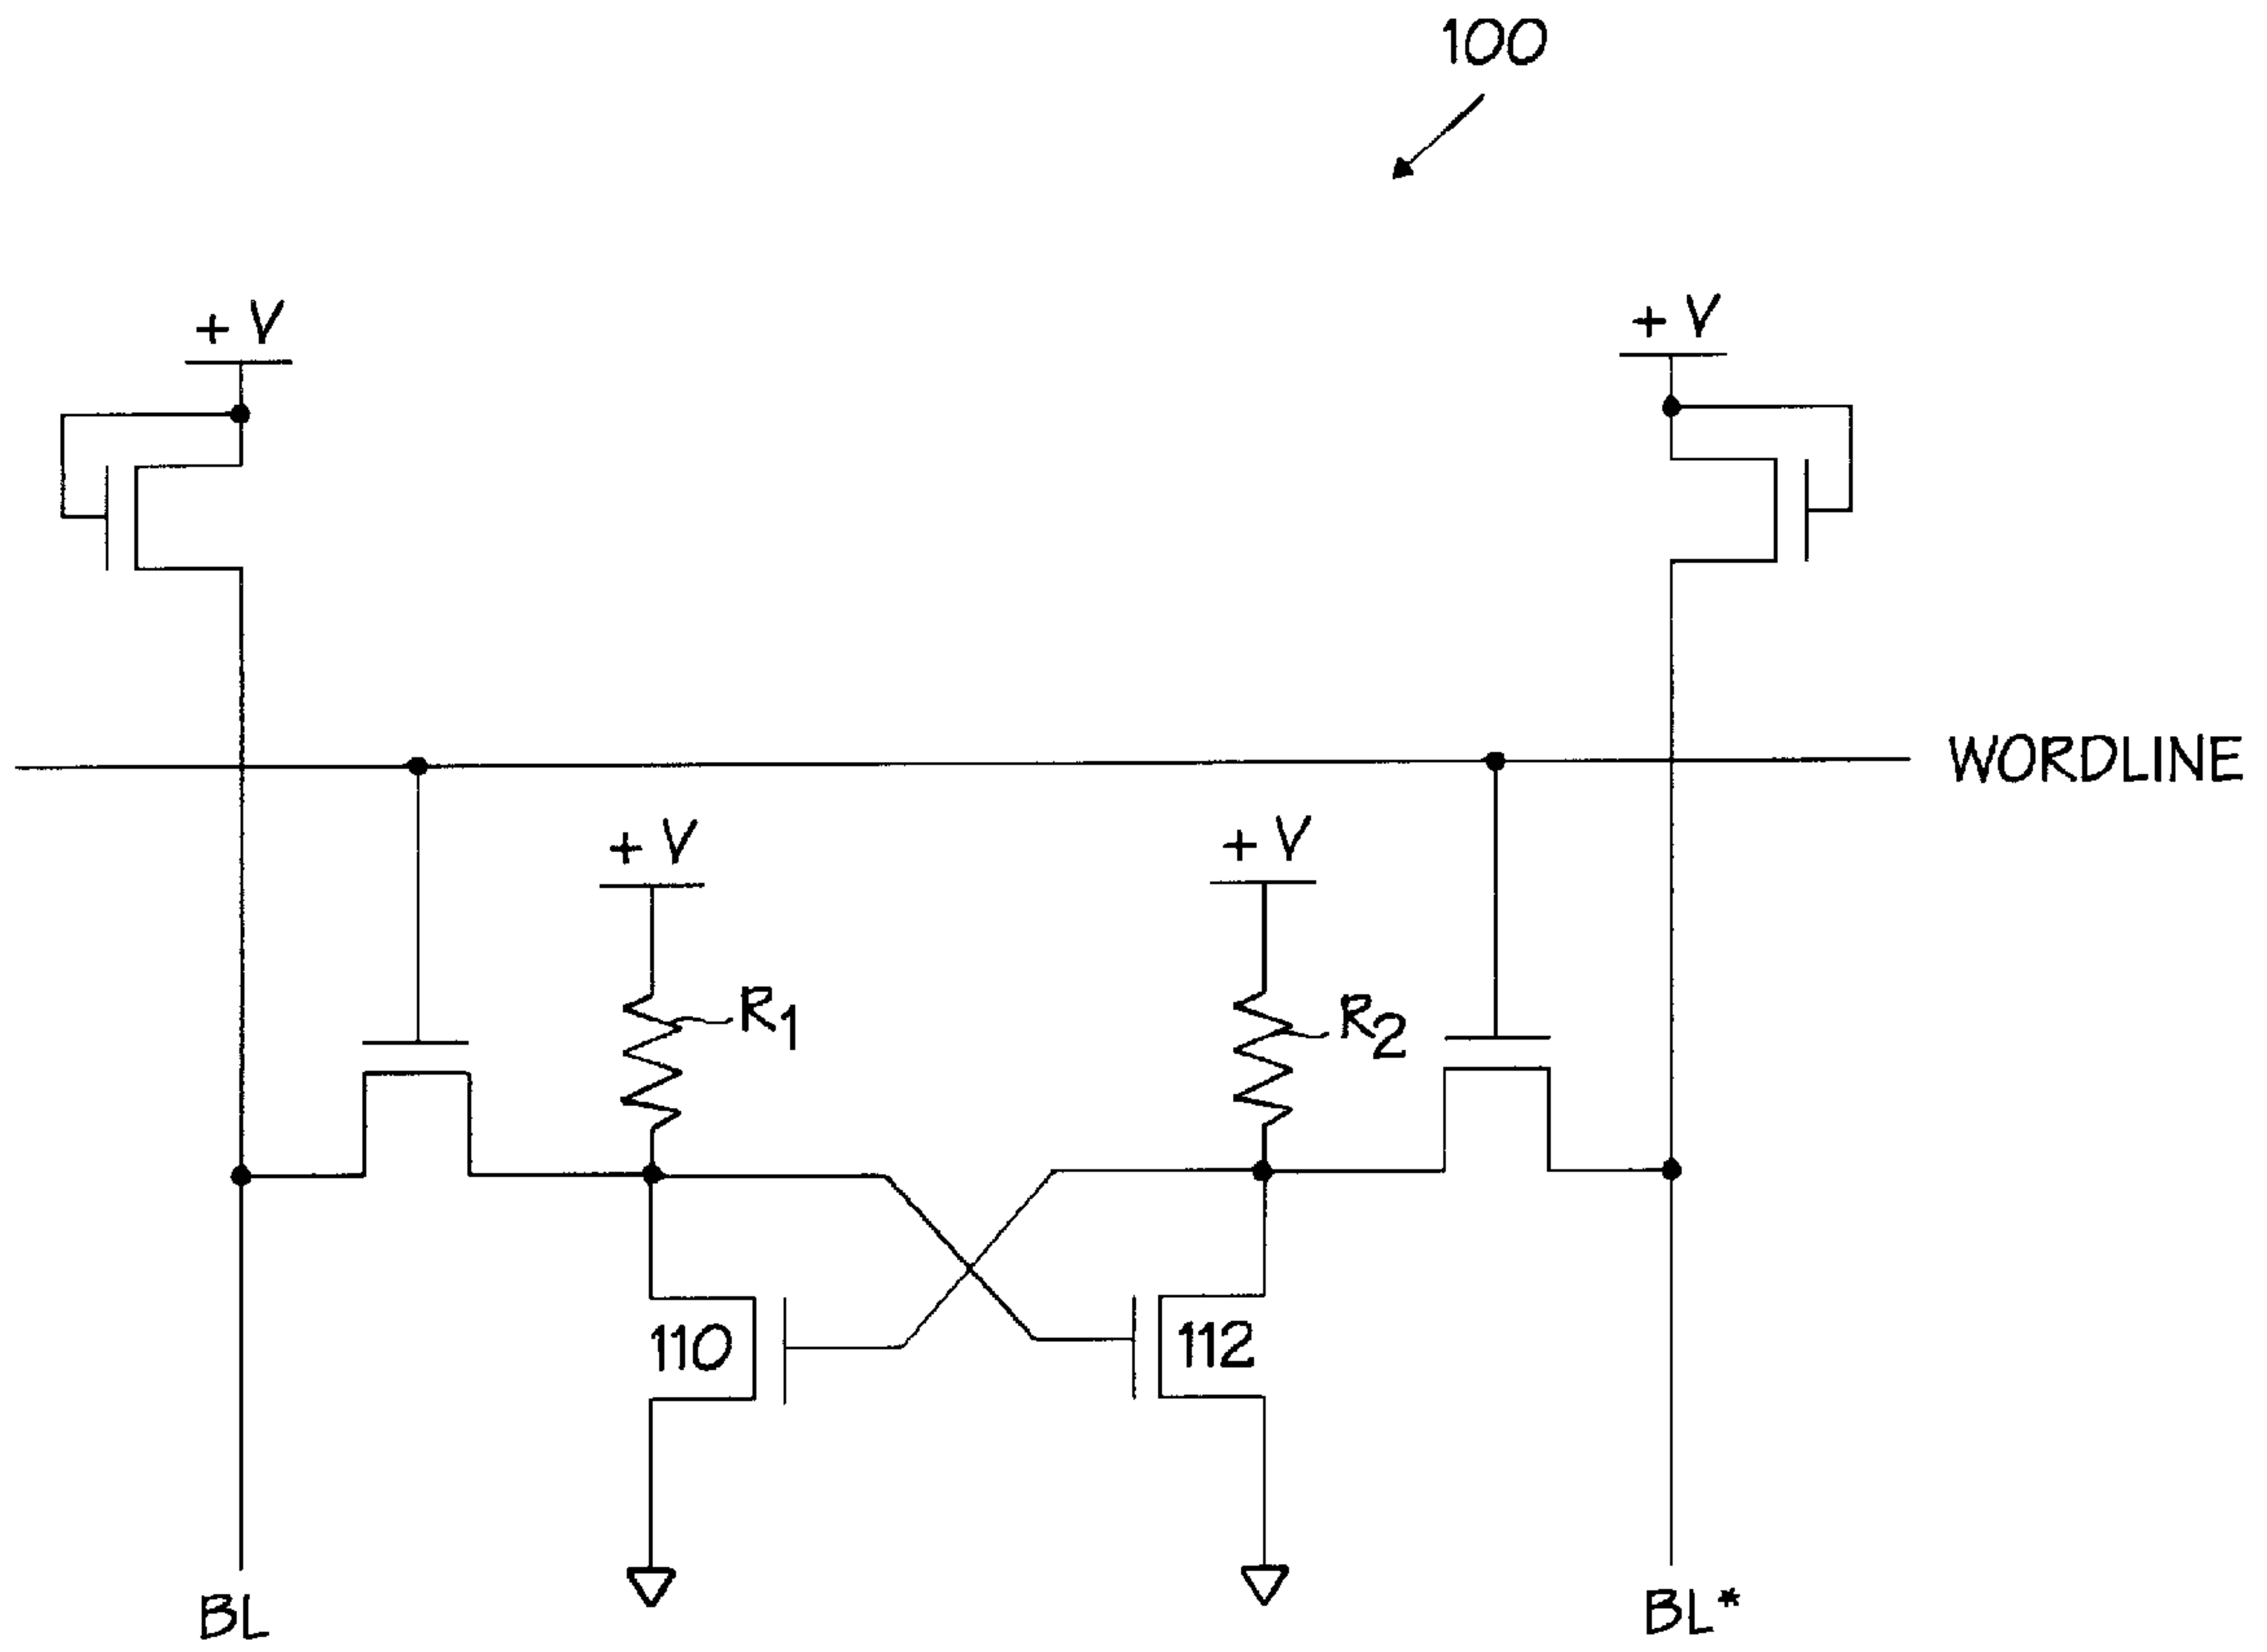 100
+ V
+ V
WORDLINE
+ V
+ V
R1
R2
110
112
BL
BL*